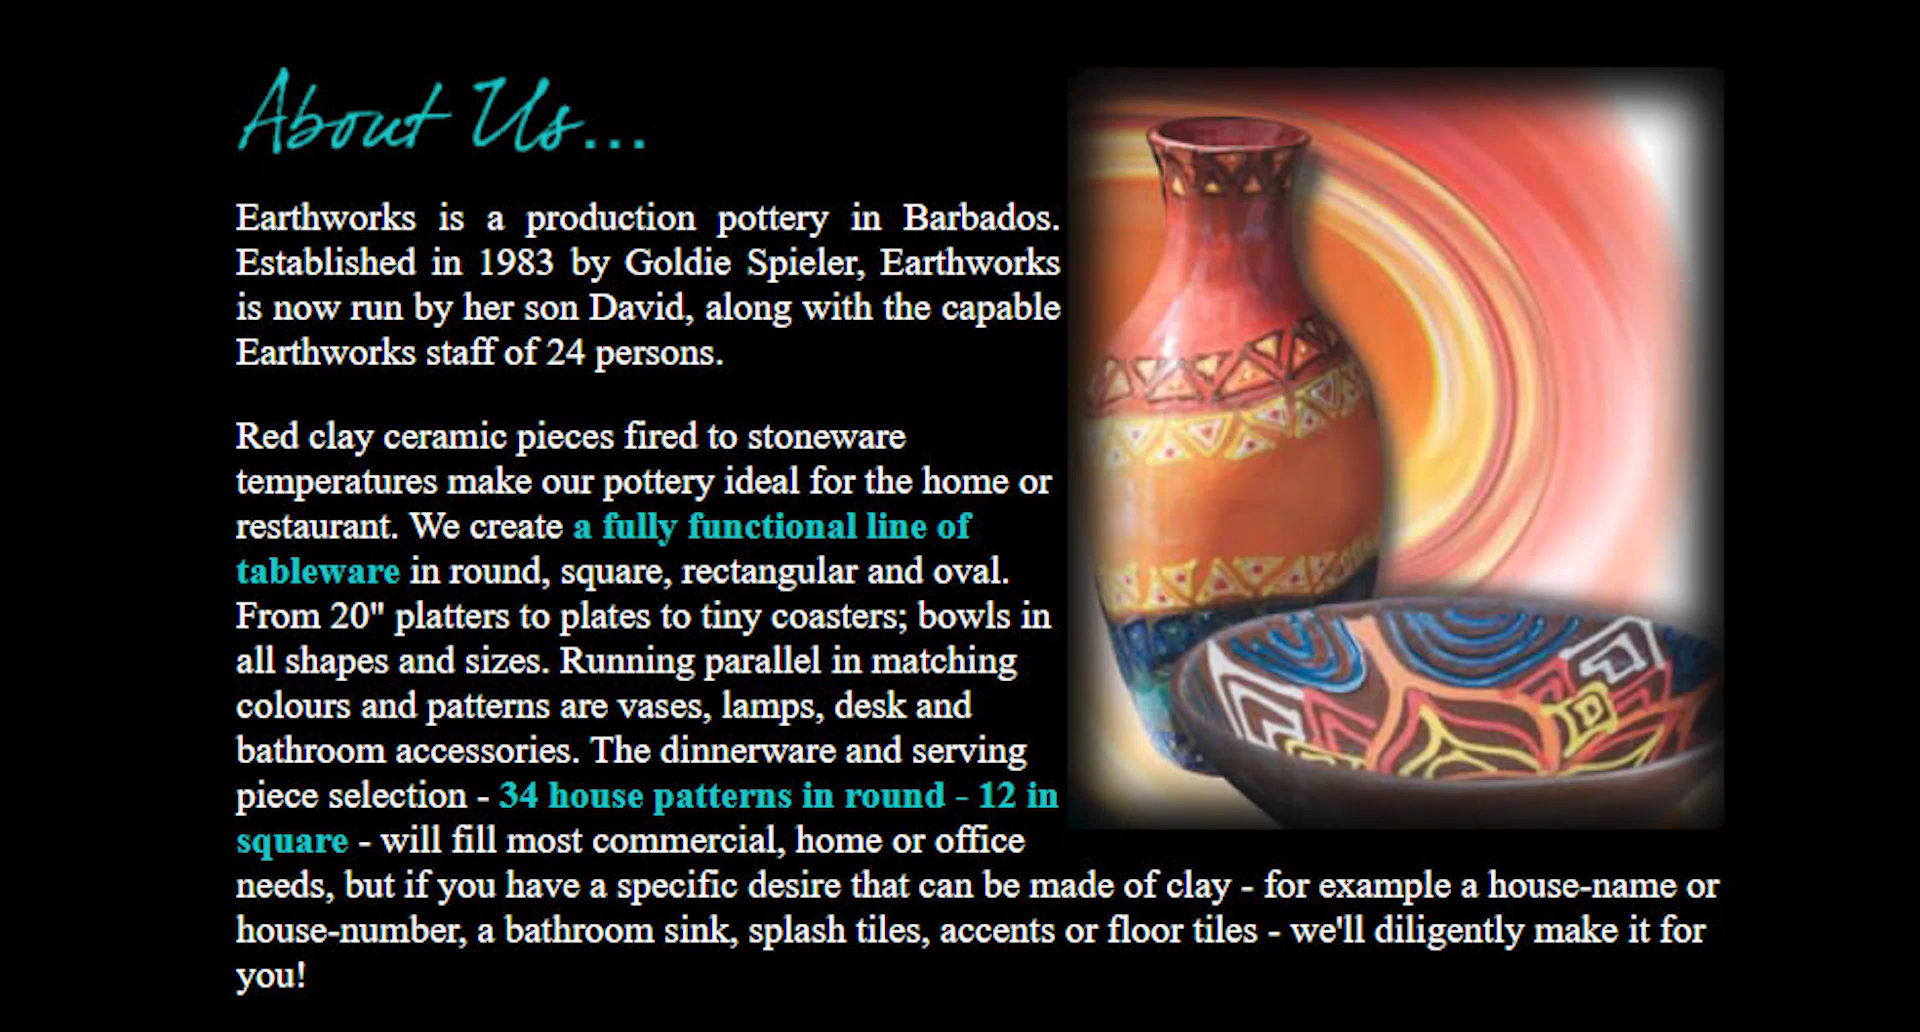 About Us...
Earthworks is a production pottery in Barbados.
Established in 1983 by Goldie Spieler, Earthworks
is now run by her son David, along with the capable
Earthworks staff of 24 persons.
Red clay ceramic pieces fired to stoneware
temperatures make our pottery ideal for the home or
restaurant. We create a fully functional line of
tableware in round, square, rectangular and oval.
From 20" platters to plates to tiny coasters; bowls in
all shapes and sizes. Running parallel in matching
colours and patterns are vases, lamps, desk and
bathroom accessories. The dinnerware and serving
piece selection - 34 house patterns in round - 12 in
square - will fill most commercial, home or office
needs, but if you have a specific desire that can be made of clay - for example a house-name or
house-number, a bathroom sink, splash tiles, accents or floor tiles - we'll diligently make it for
you!